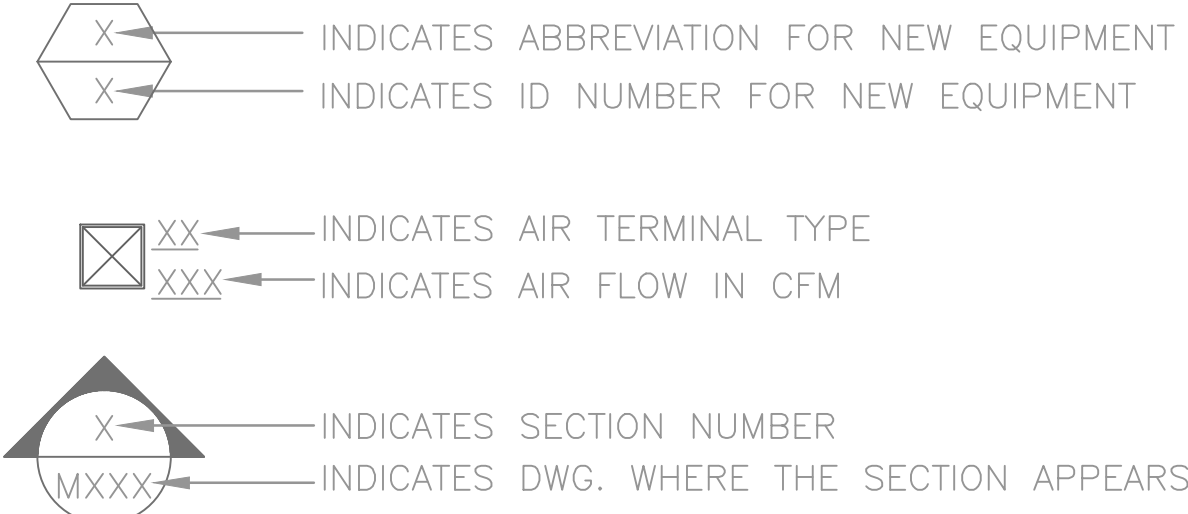 X INDICATES ABBREVIATION FOR NEW EQUIPMENT
X INDICATES ID NUMBER FOR NEW EQUIPMENT
XX INDICATES AIR TERMINAL TYPE
XXX INDICATES AIR FLOW IN CFM
X INDICATES SECTION NUMBER
MXXX INDICATES DWG. WHERE THE SECTION APPEARS